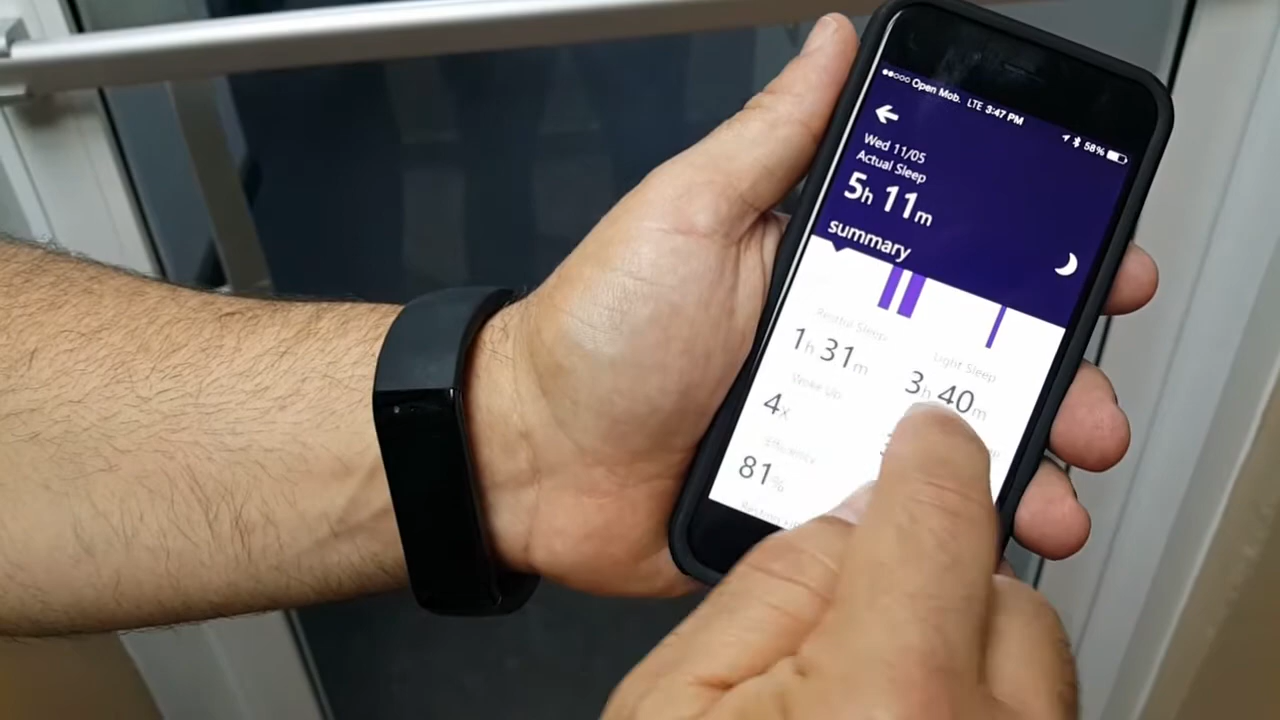 ●●○○○ Open Mob. LTE 3:47 PM 58%
Wed 11/05
Actual Sleep
5h 11m
summary
Restful Sleep
Light Sleep
1h 31m
3h 40m
Woke Up
4x
Efficiency
81%